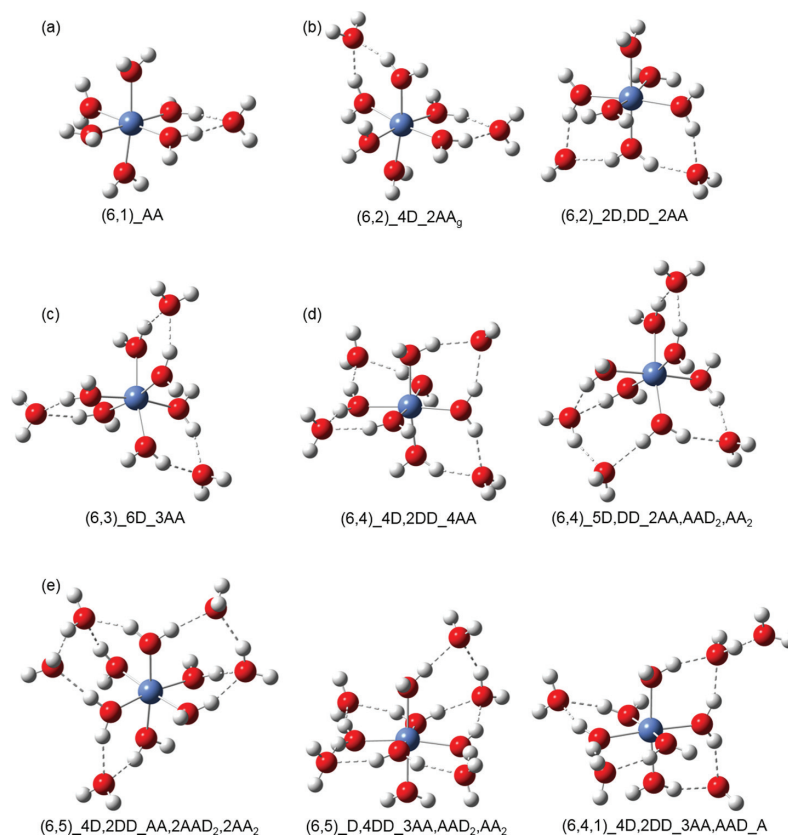 (a)
(b)
(6,1)_AA
(6,2)_4D_2AAg
(6,2)_2D,DD_2AA
(c)
(d)
(6,3)_6D_3AA
(6,4)_4D,2DD_4AA
(6,4)_5D,DD_2AA,AAD₂,AA₂
(e)
(6,5)_4D,2DD_AA,2AAD₂,2AA₂
(6,5)_D,4DD_3AA,AAD₂,AA₂
(6,4,1)_4D,2DD_3AA,AAD_A